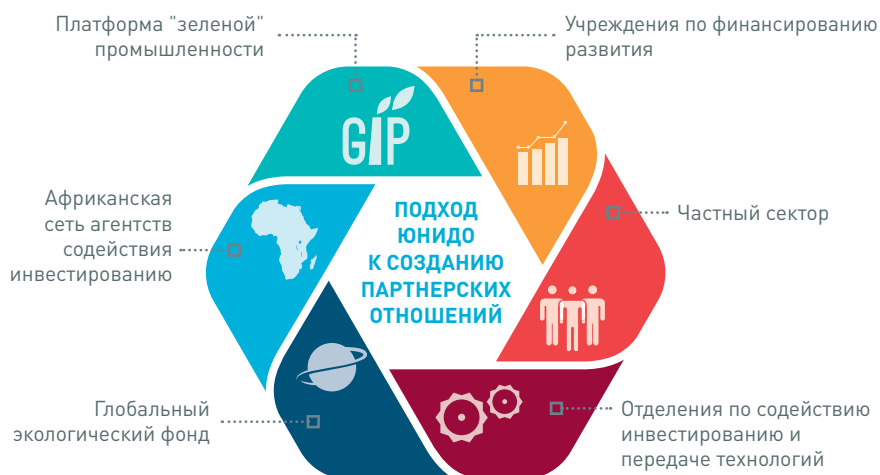 Платформа "зеленой"
промышленности
Учреждения по финансированию
развития
GIP
Африканская
сеть агентств
содействия
инвестированию
ПОДХОД
ЮНИДО
К СОЗДАНИЮ
ПАРТНЕРСКИХ
ОТНОШЕНИЙ
Частный сектор
Глобальный
экологический фонд
Отделения по содействию
инвестированию и
передаче технологий